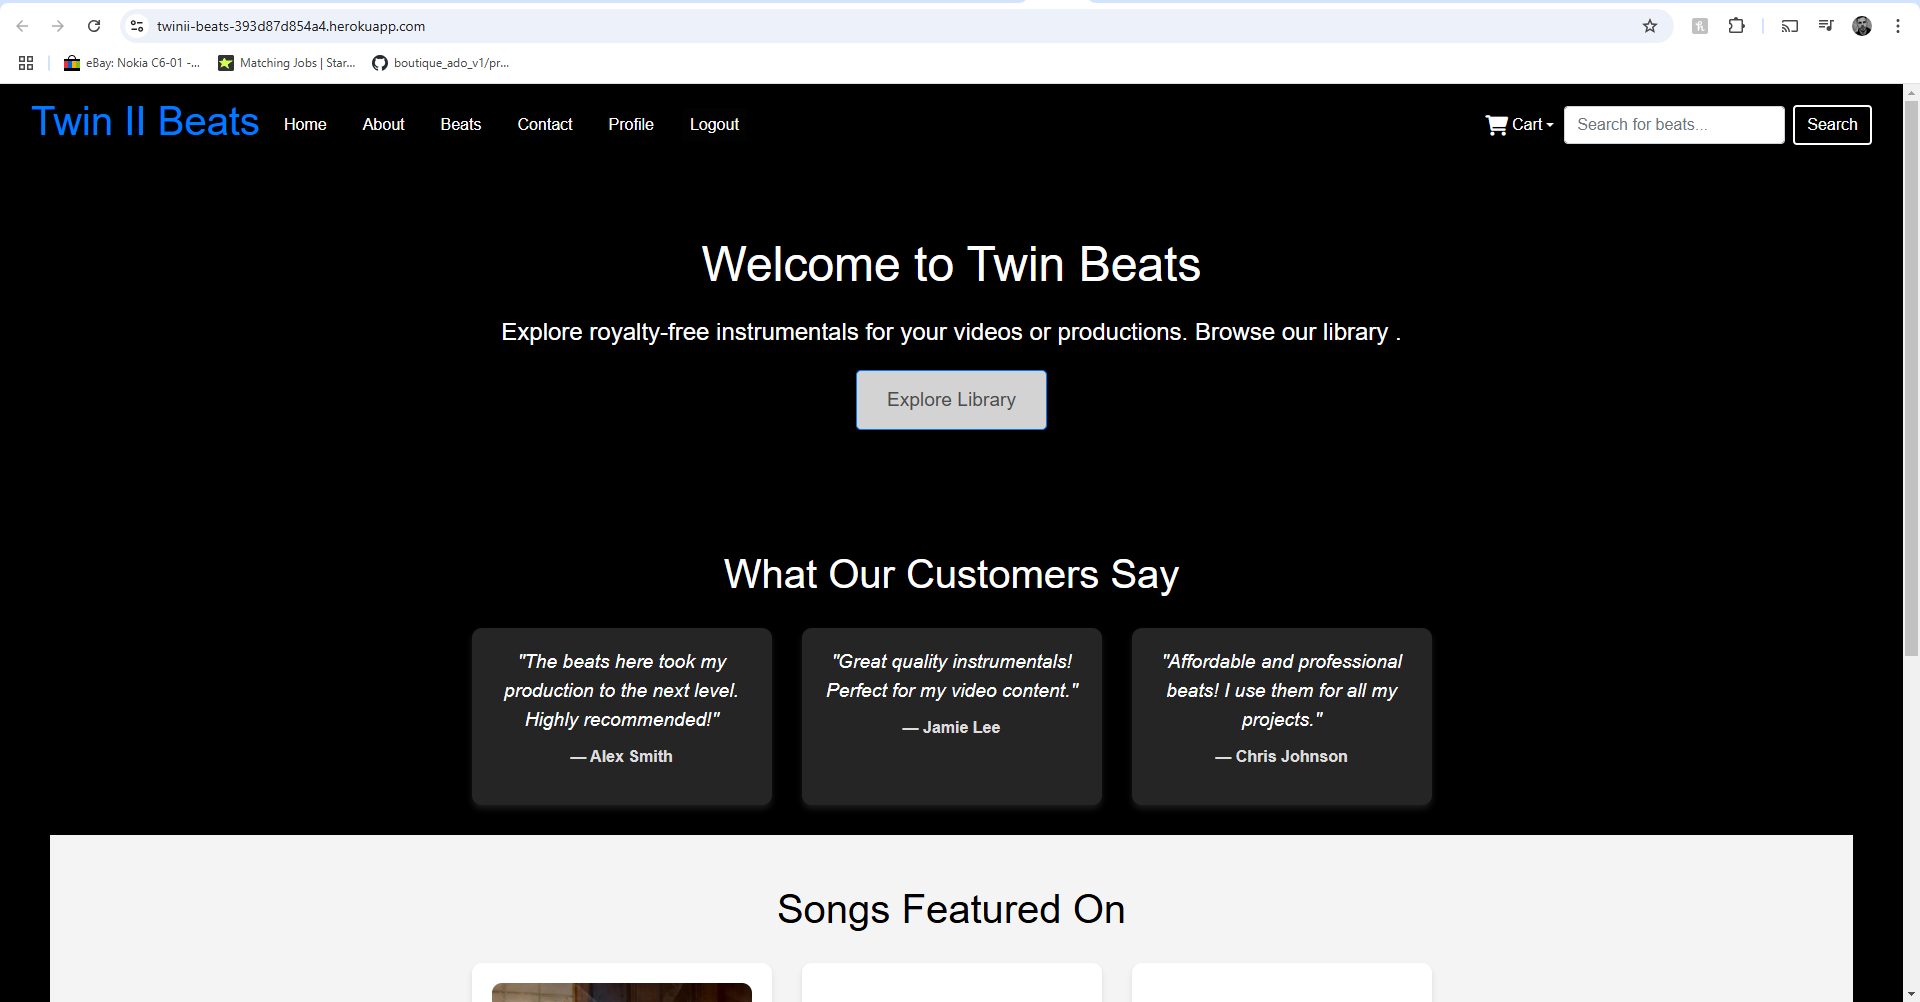 twinii-beats-393d87d854a4.herokuapp.com
eBay: Nokia C6-01 -... Matching Jobs | Star... boutique_ado_v1/pr...
Twin II Beats Home About Beats Contact Profile Logout Cart Search for beats... Search
Welcome to Twin Beats
Explore royalty-free instrumentals for your videos or productions. Browse our library .
Explore Library
What Our Customers Say
"The beats here took my
production to the next level.
Highly recommended!"
— Alex Smith
"Great quality instrumentals!
Perfect for my video content."
— Jamie Lee
"Affordable and professional
beats! I use them for all my
projects."
— Chris Johnson
Songs Featured On